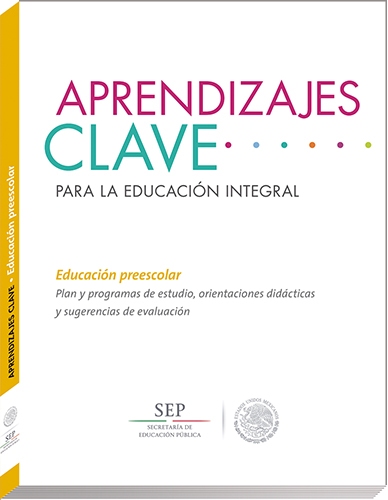 APRENDIZAJES
CLAVE
PARA LA EDUCACIÓN INTEGRAL
Educación preescolar
Plan y programas de estudio, orientaciones didácticas
y sugerencias de evaluación
SEP
SECRETARÍA DE
EDUCACIÓN PÚBLICA
ESTADOS UNIDOS MEXICANOS
APRENDIZAJES CLAVE • Educación preescolar
SEP